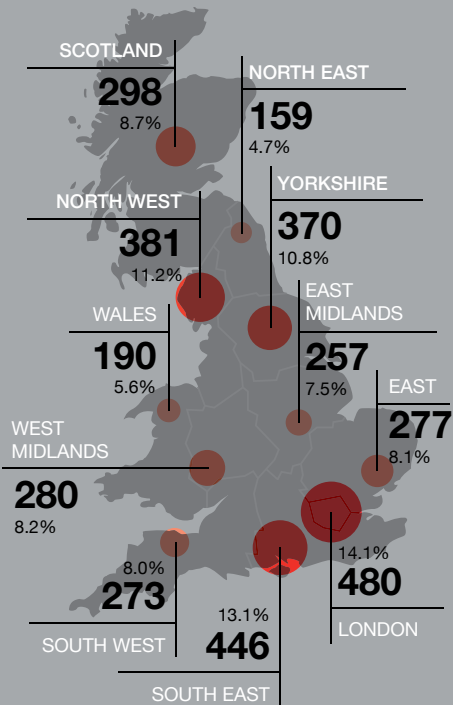 SCOTLAND
298
8.7%
NORTH EAST
159
4.7%
NORTH WEST
381
11.2%
YORKSHIRE
370
10.8%
WALES
190
5.6%
EAST
MIDLANDS
257
7.5%
EAST
277
8.1%
WEST
MIDLANDS
280
8.2%
8.0%
273
SOUTH WEST
13.1%
446
SOUTH EAST
14.1%
480
LONDON